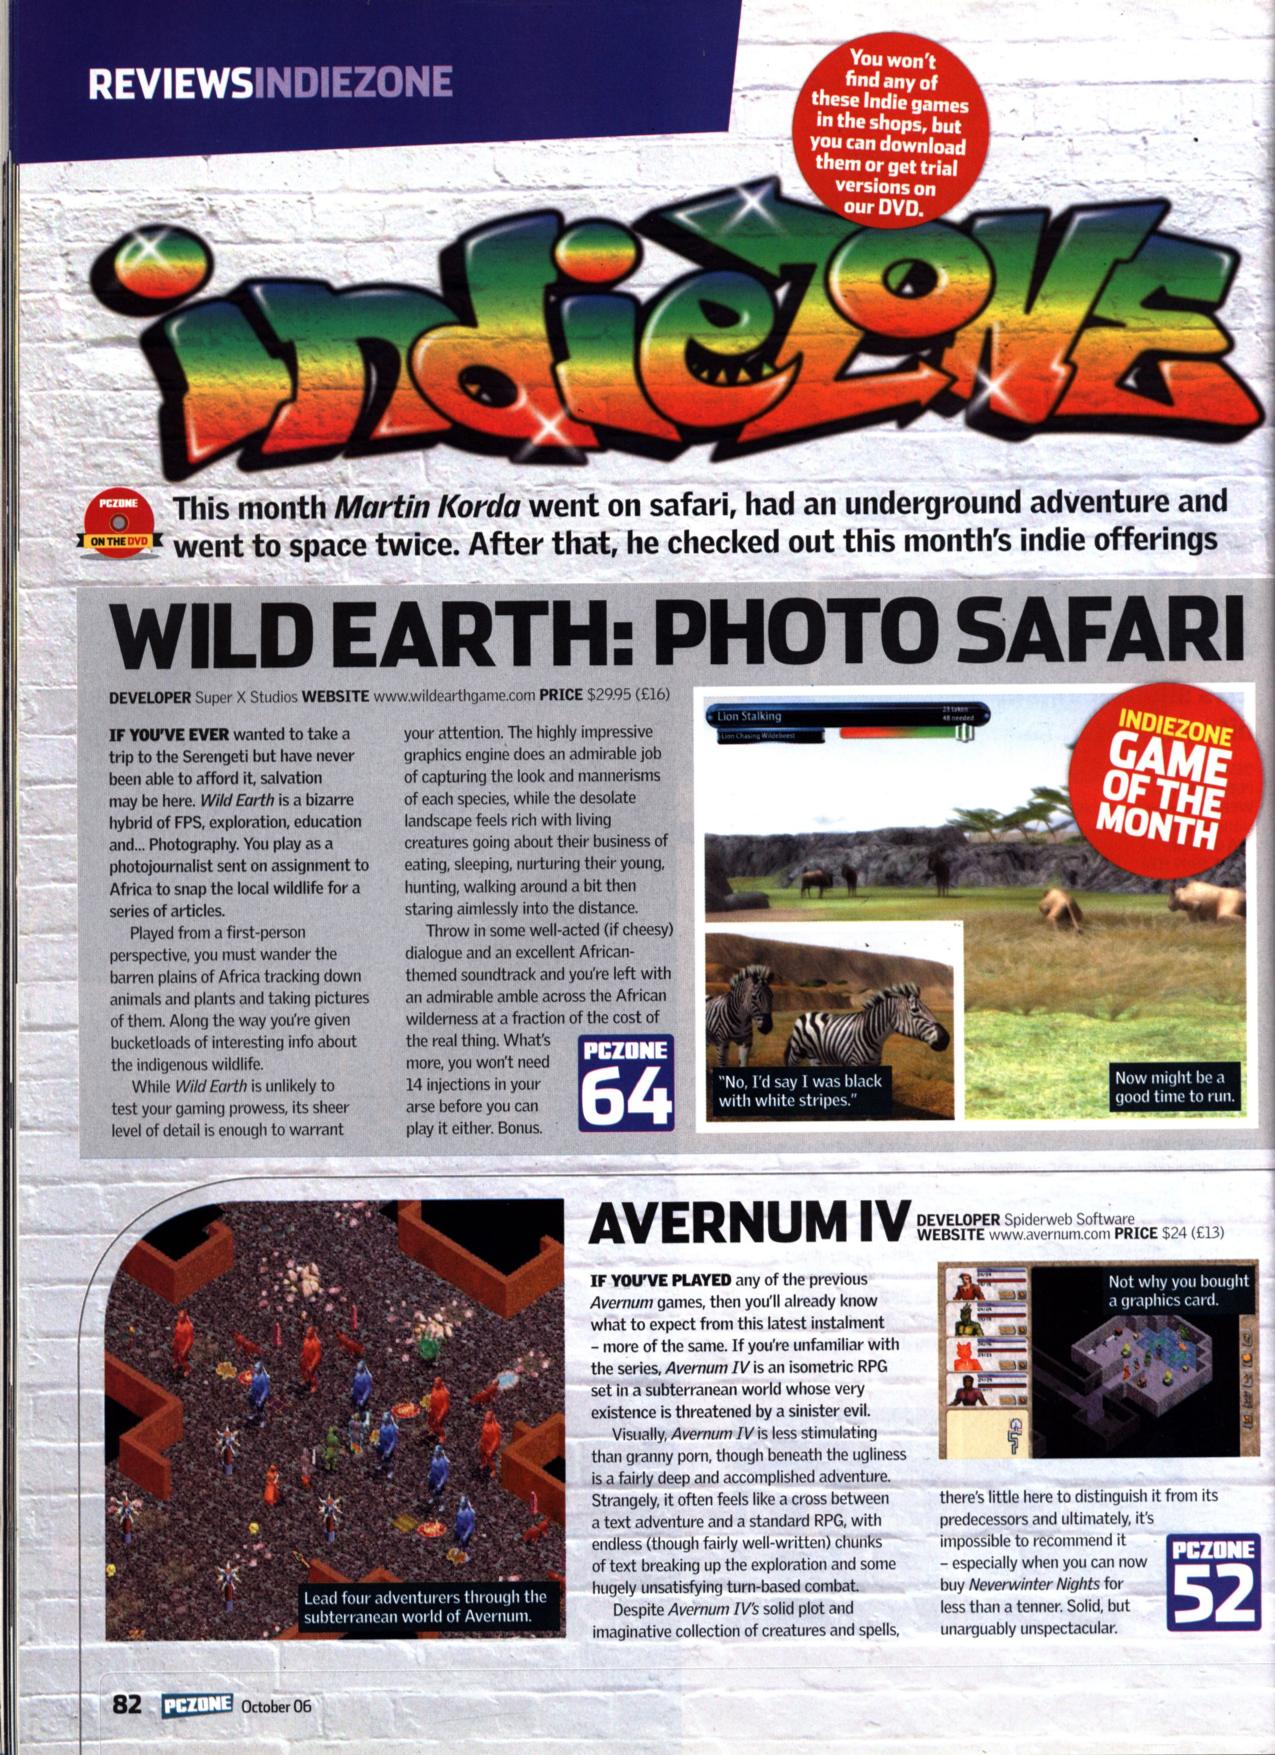 REVIEWSINDIEZONE
You won't
find any of
these Indie games
in the shops, but
you can download
them or get trial
versions on
our DVD.
indieZONE
PCZONE
ON THE DVD
This month Martin Korda went on safari, had an underground adventure and
went to space twice. After that, he checked out this month's indie offerings
WILD EARTH: PHOTO SAFARI
DEVELOPER Super X Studios WEBSITE www.wildearthgame.com PRICE $29.95 (£16)
IF YOU'VE EVER wanted to take a
trip to the Serengeti but have never
been able to afford it, salvation
may be here. Wild Earth is a bizarre
hybrid of FPS, exploration, education
and... Photography. You play as a
photojournalist sent on assignment to
Africa to snap the local wildlife for a
series of articles.
Played from a first-person
perspective, you must wander the
barren plains of Africa tracking down
animals and plants and taking pictures
of them. Along the way you're given
bucketloads of interesting info about
the indigenous wildlife.
While Wild Earth is unlikely to
test your gaming prowess, its sheer
level of detail is enough to warrant
your attention. The highly impressive
graphics engine does an admirable job
of capturing the look and mannerisms
of each species, while the desolate
landscape feels rich with living
creatures going about their business of
eating, sleeping, nurturing their young,
hunting, walking around a bit then
staring aimlessly into the distance.
Throw in some well-acted (if cheesy)
dialogue and an excellent African-
themed soundtrack and you're left with
an admirable amble across the African
wilderness at a fraction of the cost of
the real thing. What's
more, you won't need
14 injections in your
arse before you can
play it either. Bonus.
PCZONE
64
Lion Stalking
23 taken
48 needed
Lion Chasing Wildebeest
INDIEZONE
GAME
OF THE
MONTH
"No, I'd say I was black
with white stripes."
Now might be a
good time to run.
Lead four adventurers through the
subterranean world of Avernum.
AVERNUM IV
DEVELOPER Spiderweb Software
WEBSITE www.avernum.com PRICE $24 (£13)
IF YOU'VE PLAYED any of the previous
Avernum games, then you'll already know
what to expect from this latest instalment
– more of the same. If you're unfamiliar with
the series, Avernum IV is an isometric RPG
set in a subterranean world whose very
existence is threatened by a sinister evil.
Visually, Avernum IV is less stimulating
than granny porn, though beneath the ugliness
is a fairly deep and accomplished adventure.
Strangely, it often feels like a cross between
a text adventure and a standard RPG, with
endless (though fairly well-written) chunks
of text breaking up the exploration and some
hugely unsatisfying turn-based combat.
Despite Avernum IV's solid plot and
imaginative collection of creatures and spells,
Not why you bought
a graphics card.
there's little here to distinguish it from its
predecessors and ultimately, it's
impossible to recommend it
– especially when you can now
buy Neverwinter Nights for
less than a tenner. Solid, but
unarguably unspectacular.
PCZONE
52
82 PCZONE October 06